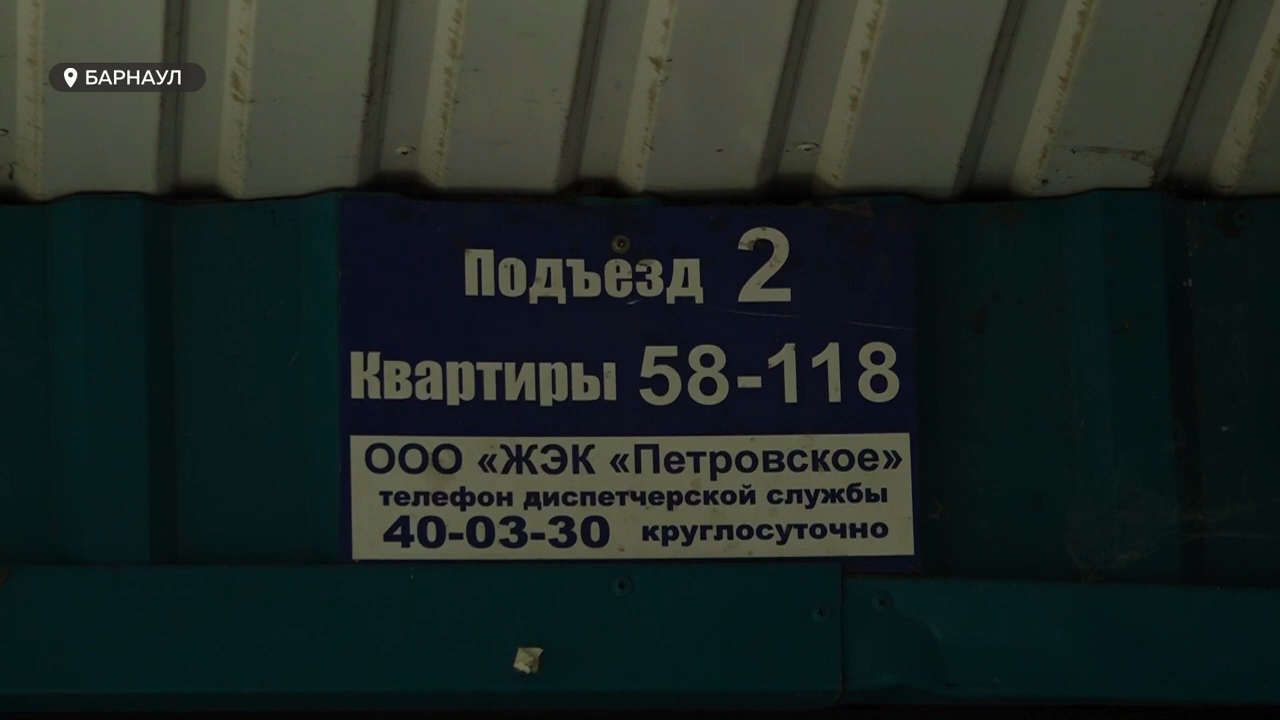 БАРНАУЛ
Подъезд 2
Квартиры 58-118
ООО «ЖЭК «Петровское»
телефон диспетчерской службы
40-03-30 круглосуточно